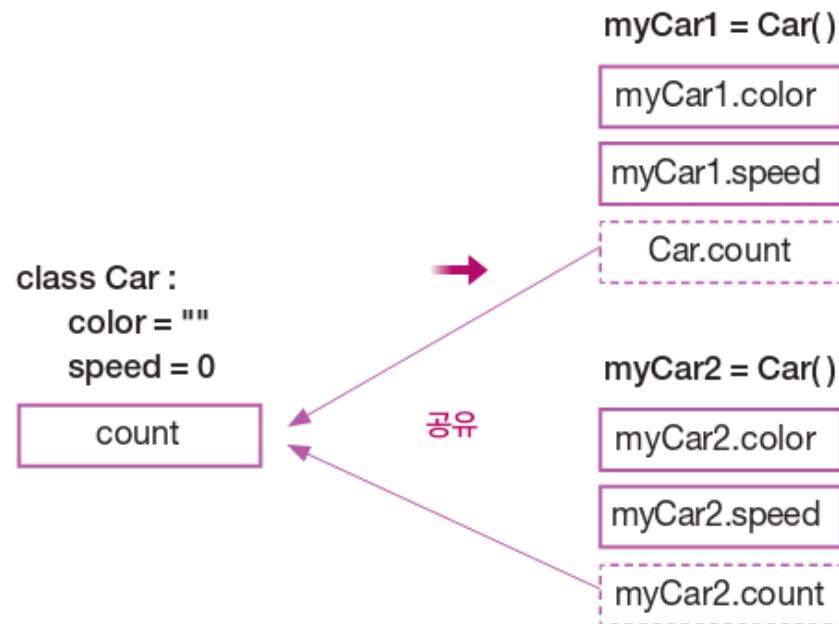 class Car :
color = ""
speed = 0
count
공유
myCar1 = Car( )
myCar1.color
myCar1.speed
Car.count
myCar2 = Car( )
myCar2.color
myCar2.speed
myCar2.count